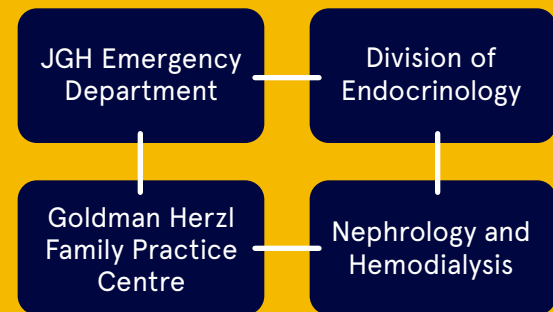 JGH Emergency
Department
Division of
Endocrinology
Goldman Herzl
Family Practice
Centre
Nephrology and
Hemodialysis